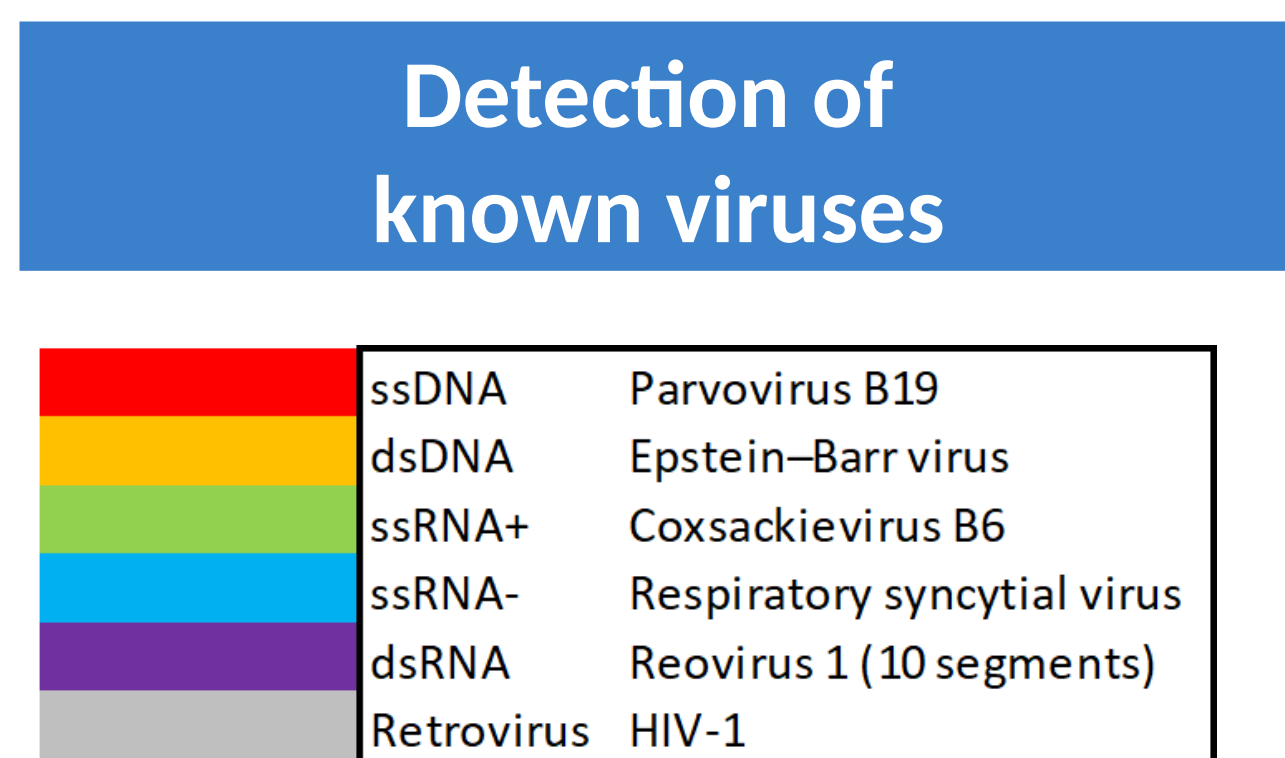 Detection of
known viruses
ssDNA Parvovirus B19
dsDNA Epstein–Barr virus
ssRNA+ Coxsackievirus B6
ssRNA- Respiratory syncytial virus
dsRNA Reovirus 1 (10 segments)
Retrovirus HIV-1